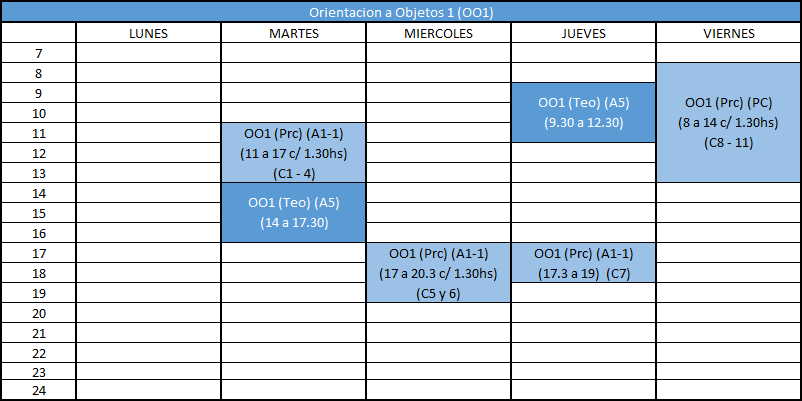 Orientacion a Objetos 1 (OO1)
LUNES MARTES MIERCOLES JUEVES VIERNES
7
8
9
10
11
12
13
14
15
16
17
18
19
20
21
22
23
24
OO1 (Prc) (A1-1)
(11 a 17 c/ 1.30hs)
(C1 - 4)
OO1 (Teo) (A5)
(14 a 17.30)
OO1 (Prc) (A1-1)
(17 a 20.3 c/ 1.30hs)
(C5 y 6)
OO1 (Teo) (A5)
(9.30 a 12.30)
OO1 (Prc) (A1-1)
(17.3 a 19) (C7)
OO1 (Prc) (PC)
(8 a 14 c/ 1.30hs)
(C8 - 11)